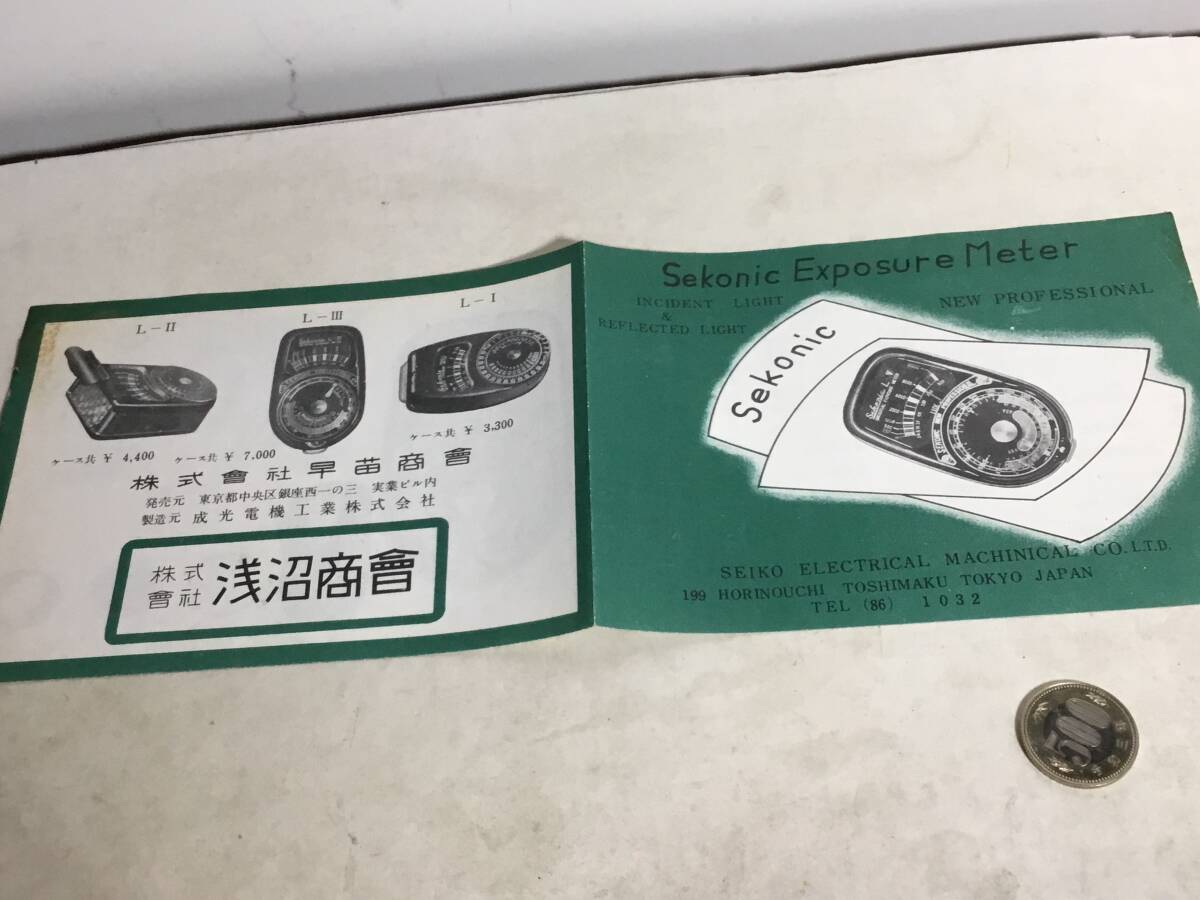 L-II
L-III
L-I
ケース共 ¥ 4,400
ケース共 ¥ 7,000
ケース共 ¥ 3,300
株式會社早苗商會
発売元 東京都中央区銀座西一の三 実業ビル内
製造元 成光電機工業株式会社
株式會社 浅沼商會
Sekonic Exposure Meter
INCIDENT LIGHT
&
REFLECTED LIGHT
NEW PROFESSIONAL
Sekonic
Sekonic
SEIKO ELECTRICAL MACHINICAL CO. L.T.D.
199 HORINOUCHI TOSHIMAKU TOKYO JAPAN
TEL (86) 1032
500